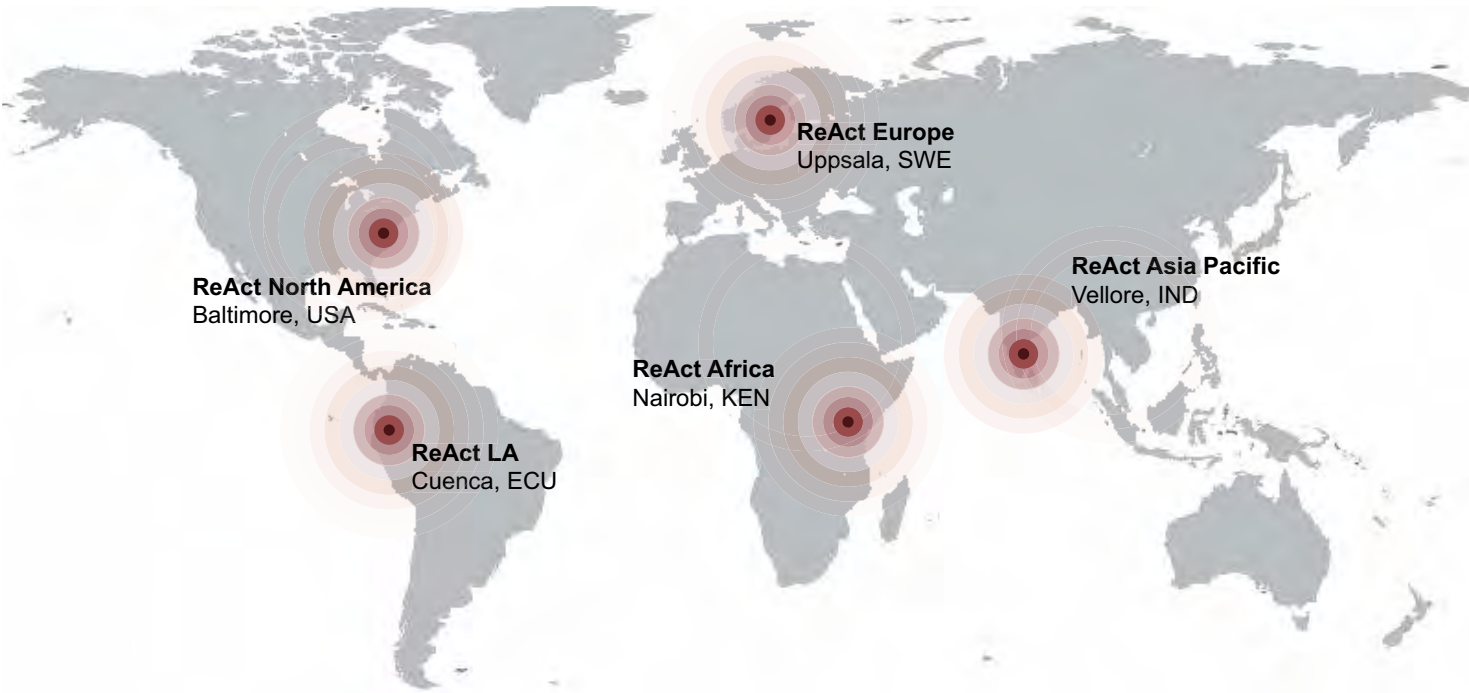 ReAct Europe
Uppsala, SWE
ReAct North America
Baltimore, USA
ReAct Asia Pacific
Vellore, IND
ReAct Africa
Nairobi, KEN
ReAct LA
Cuenca, ECU